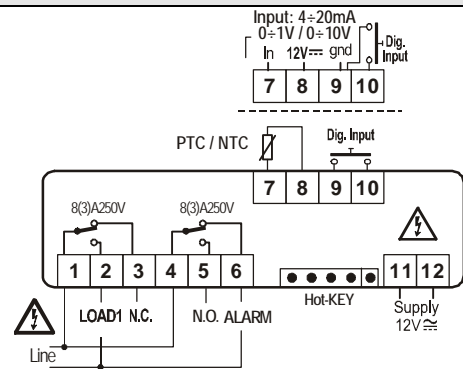 Input: 4÷20mA
0÷1V / 0÷10V
In 12V gnd
Dig.
Input
7 8 9 10
PTC / NTC
Dig. Input
7 8 9 10
8(3)A250V 8(3)A250V
1 2 3 4 5 6 11 12
LOAD1 N.C. N.O. ALARM
Hot-KEY
Supply
12V≅
Line